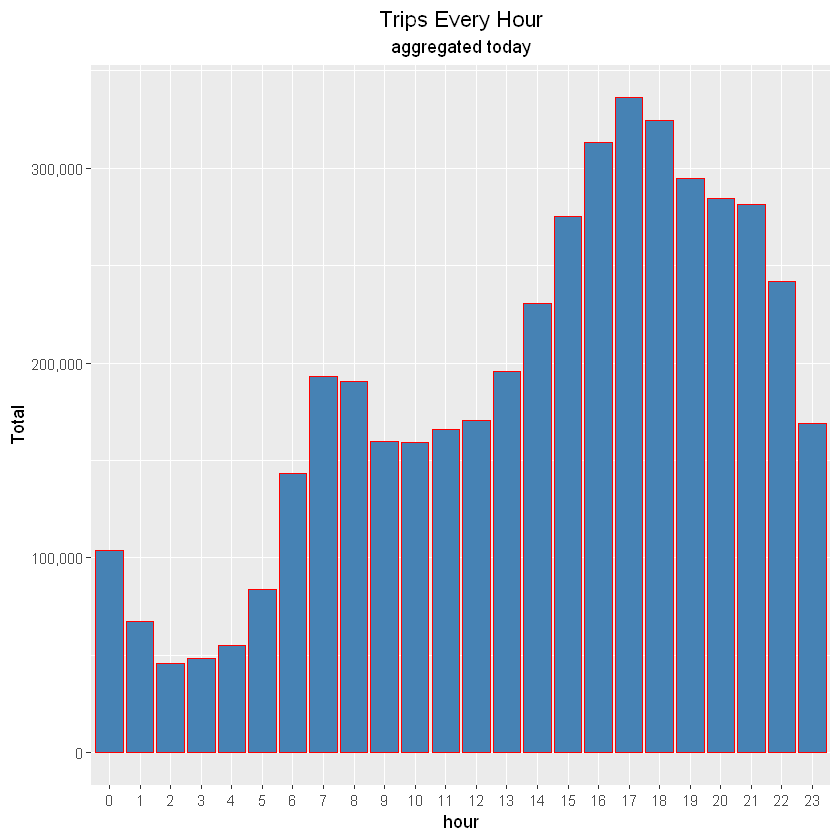 Trips Every Hour
aggregated today
Total
300,000
200,000
100,000
0
0 1 2 3 4 5 6 7 8 9 10 11 12 13 14 15 16 17 18 19 20 21 22 23
hour